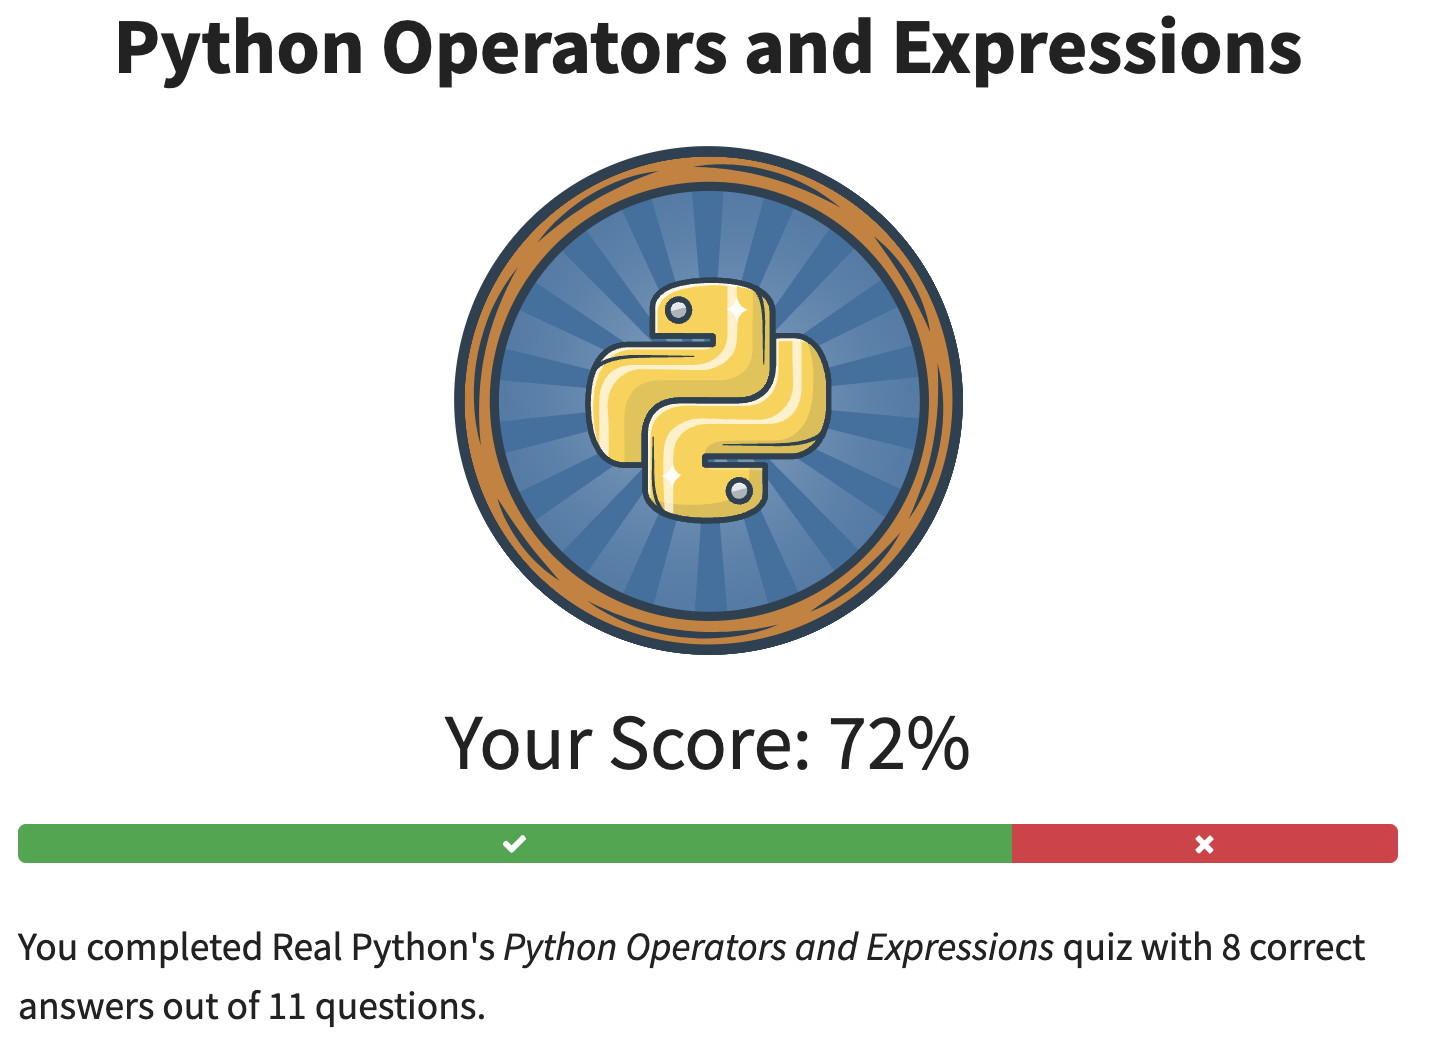 Python Operators and Expressions
Your Score: 72%
You completed Real Python's Python Operators and Expressions quiz with 8 correct
answers out of 11 questions.